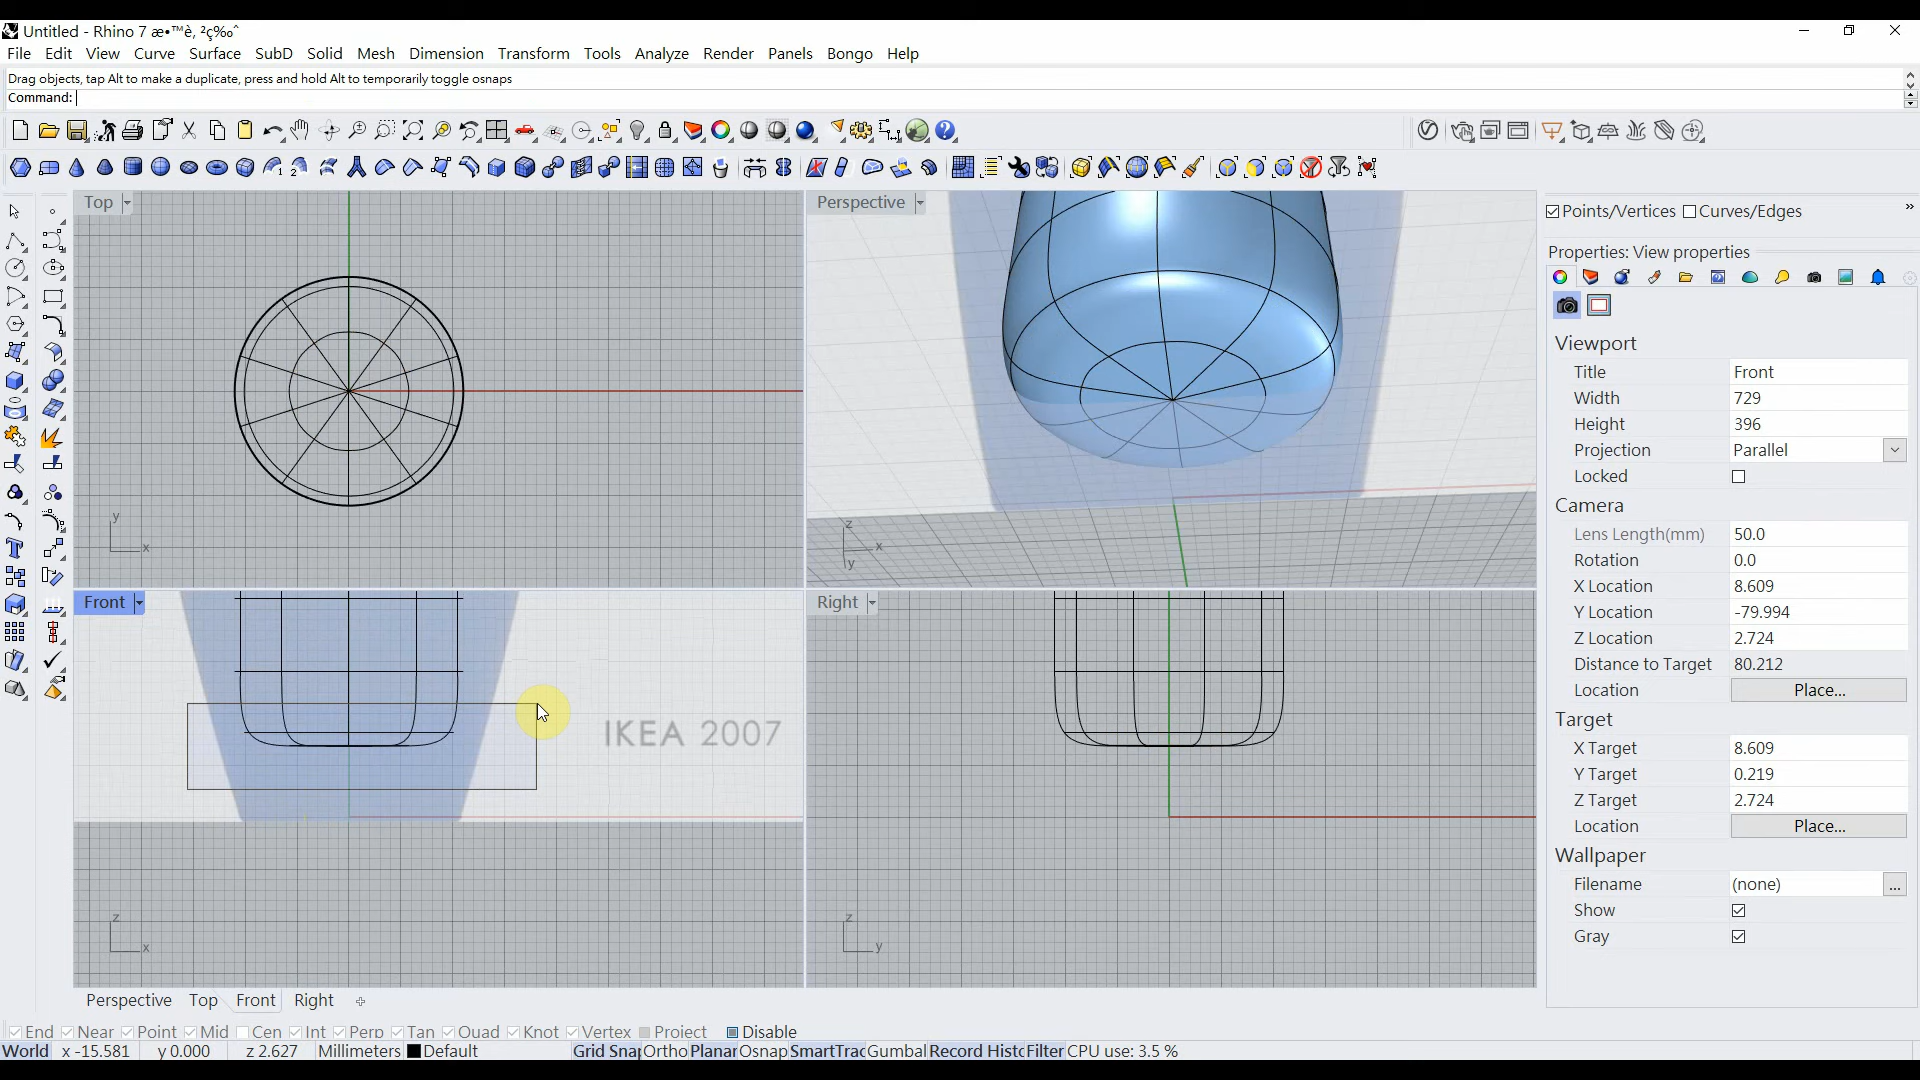 Untitled - Rhino 7 æ•™è‚²ç‰ˆ
File Edit View Curve Surface SubD Solid Mesh Dimension Transform Tools Analyze Render Panels Bongo Help
Drag objects, tap Alt to make a duplicate, press and hold Alt to temporarily toggle osnaps
Command:
Top
Perspective
Points/Vertices Curves/Edges
Properties: View properties
Viewport
Title Front
Width 729
Height 396
Projection Parallel
Locked
Camera
Lens Length(mm) 50.0
Rotation 0.0
X Location 8.609
Y Location -79.994
Z Location 2.724
Distance to Target 80.212
Location Place...
Target
X Target 8.609
Y Target 0.219
Z Target 2.724
Location Place...
Wallpaper
Filename (none) ...
Show
Gray
y
x
z
x
y
Front
Right
IKEA 2007
z
x
z
y
Perspective Top Front Right
End Near Point Mid Cen Int Perp Tan Quad Knot Vertex Project Disable
World x -15.581 y 0.000 z 2.627 Millimeters Default Grid Snap Ortho Planar Osnap SmartTrac Gumbal Record Histo Filter CPU use: 3.5 %